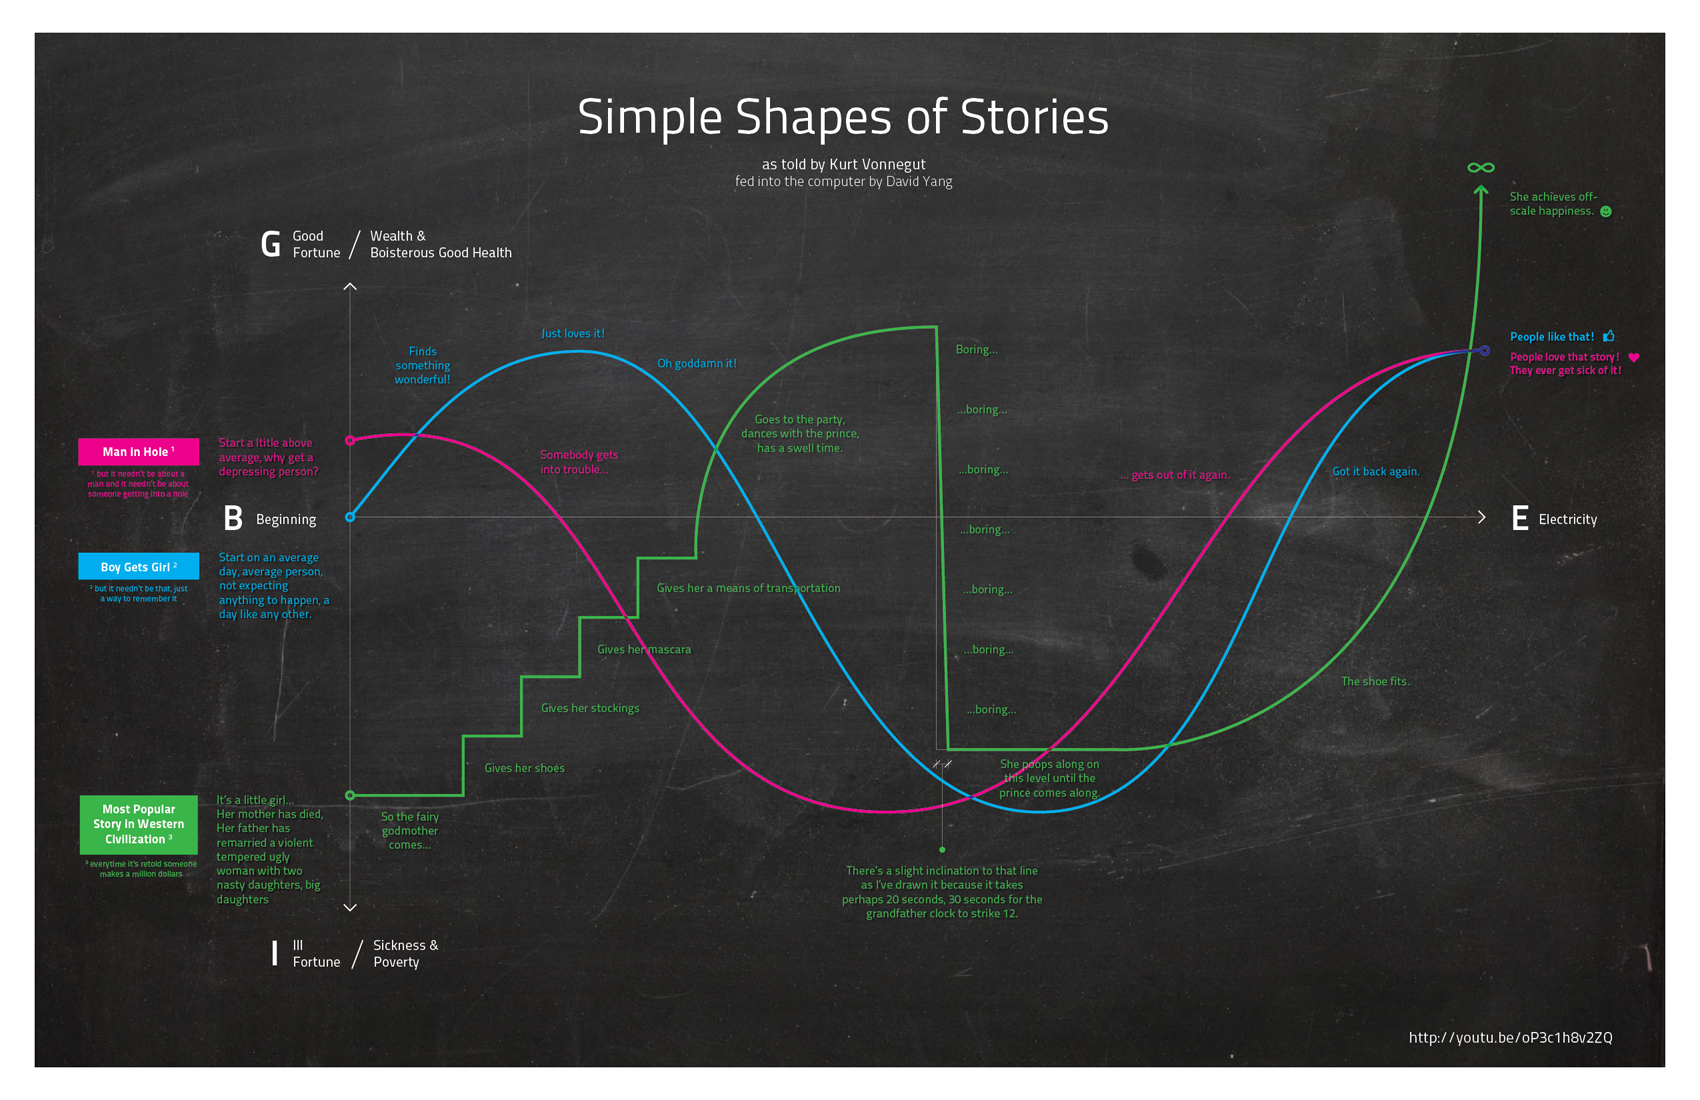 Simple Shapes of Stories
as told by Kurt Vonnegut
fed into the computer by David Yang
∞
She achieves off-
scale happiness.
G
Good
Fortune / Wealth &
Boisterous Good Health
Just loves it!
Finds
something
wonderful!
Oh goddamn it!
Boring...
People like that!
People love that story!
They ever get sick of it!
...boring...
Goes to the party,
dances with the prince,
has a swell time.
Man In Hole ¹
¹ but it needn't be about a
man and it needn't be about
someone getting into a hole
Start a ltitle above
average, why get a
depressing person?
Somebody gets
into trouble...
...boring...
... gets out of it again.
Got it back again.
B Beginning
E Electricity
...boring...
Boy Gets Girl ²
² but it needn't be that, just
a way to remember it
Start on an average
day, average person,
not expecting
anything to happen, a
day like any other.
Gives her a means of transportation
...boring...
Gives her mascara
...boring...
The shoe fits.
Gives her stockings
...boring...
Gives her shoes
She poops along on
this level until the
prince comes along.
Most Popular
Story in Western
Civilization ³
³ everytime it's retold someone
makes a million dollars
It's a little girl...
Her mother has died,
Her father has
remarried a violent
tempered ugly
woman with two
nasty daughters, big
daughters
So the fairy
godmother
comes...
There's a slight inclination to that line
as I've drawn it because it takes
perhaps 20 seconds, 30 seconds for the
grandfather clock to strike 12.
I
Ill
Fortune / Sickness &
Poverty
http://youtu.be/oP3c1h8v2ZQ